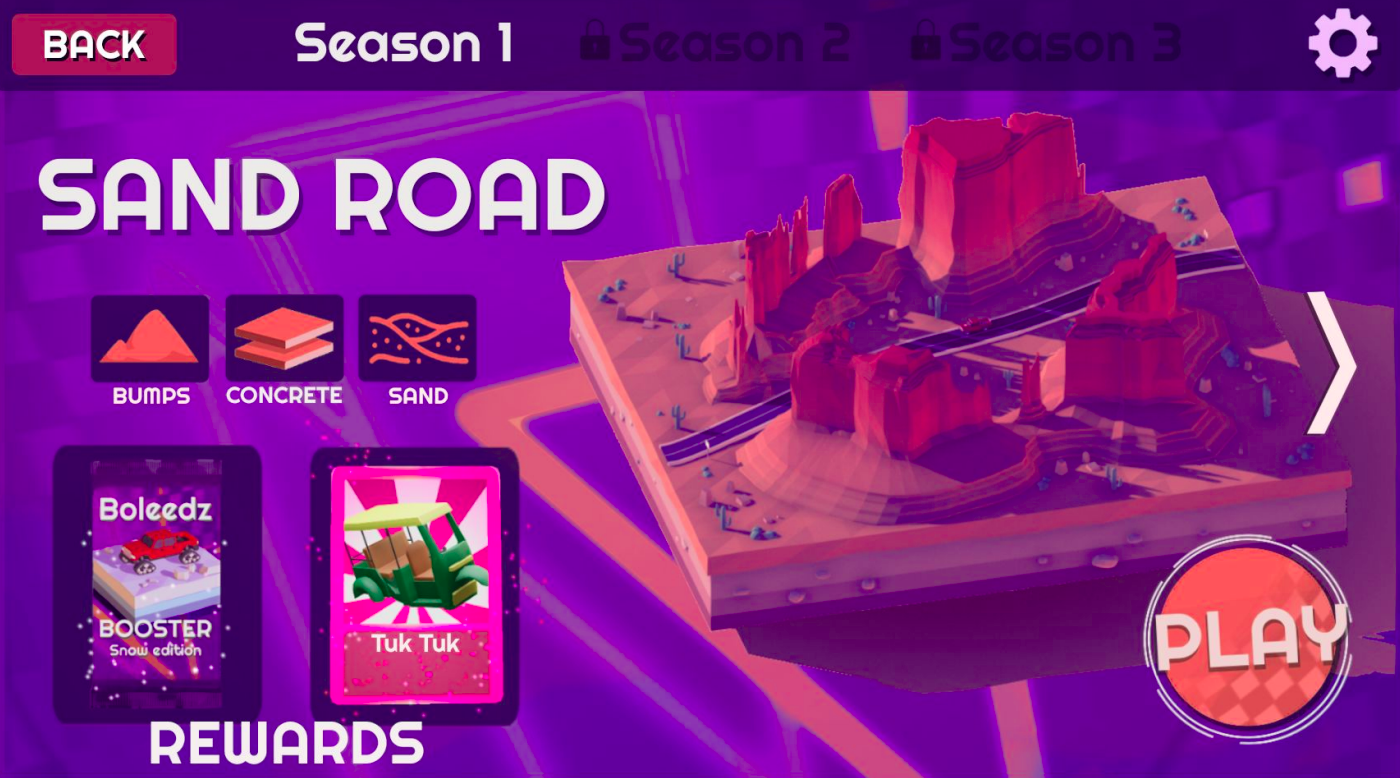 BACK
Season 1
Season 2
Season 3
SAND ROAD
BUMPS
CONCRETE
SAND
Boleedz
BOOSTER
Snow edition
Tuk Tuk
REWARDS
PLAY